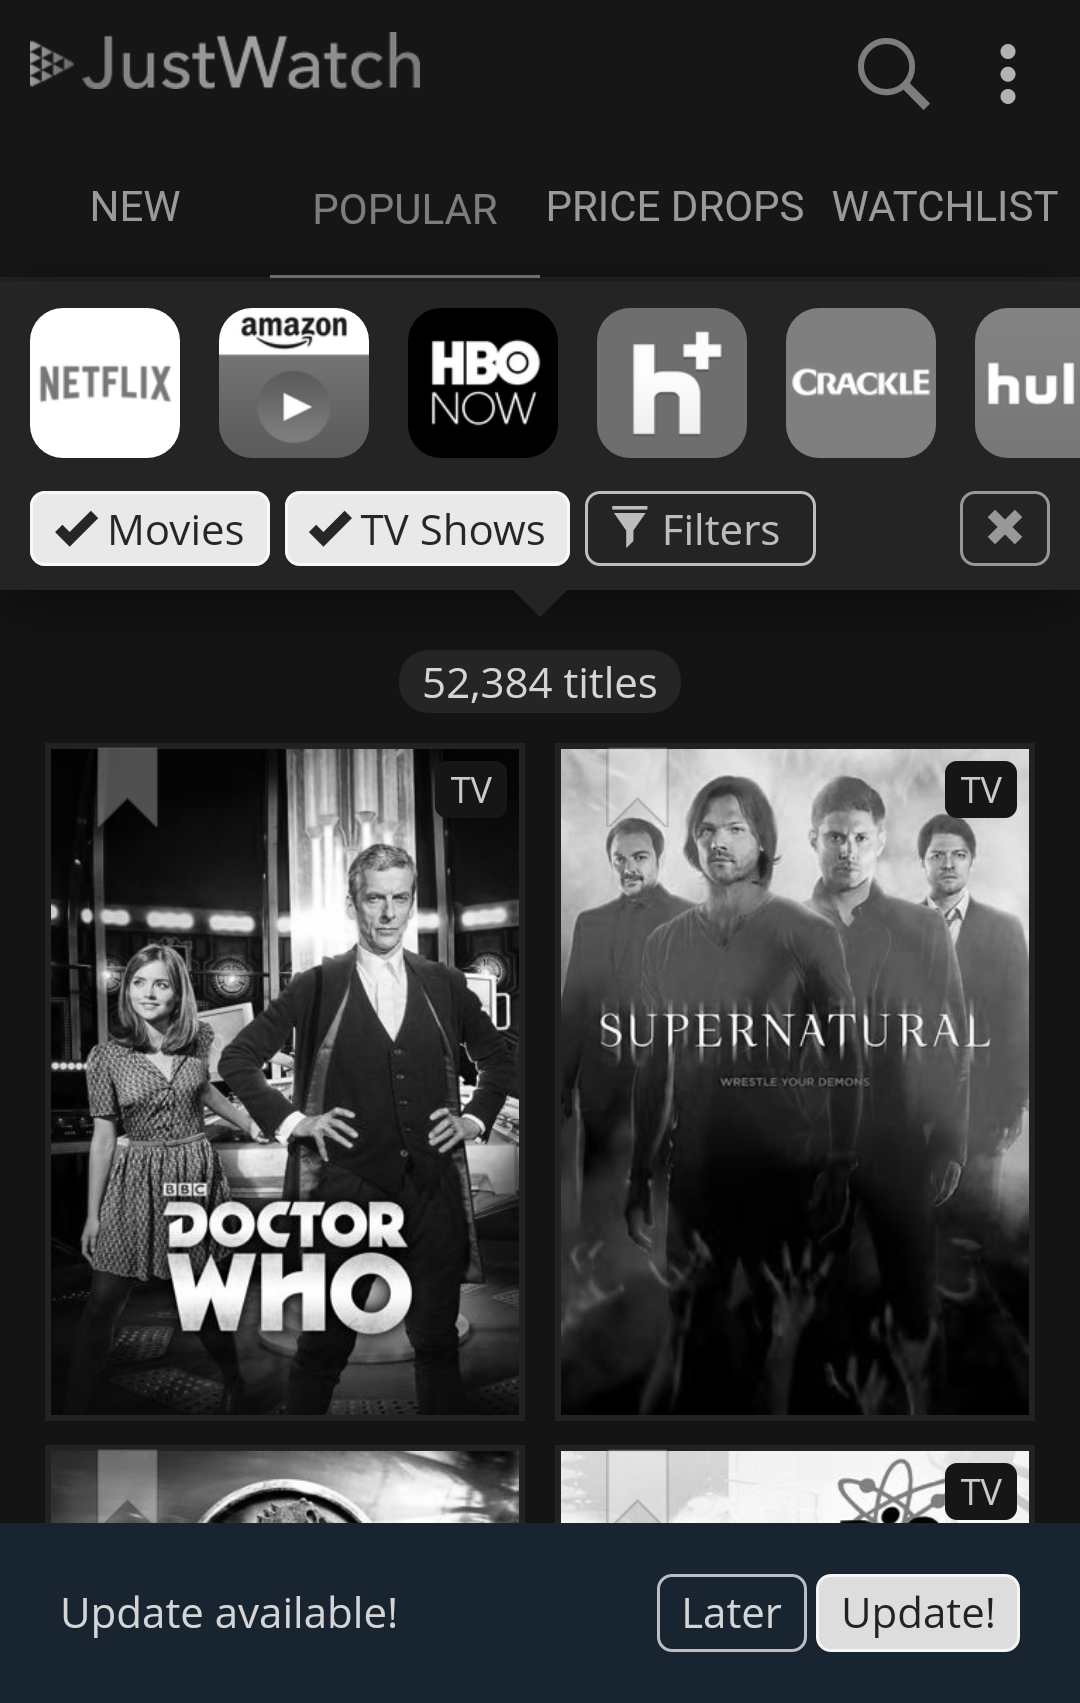 JustWatch
NEW POPULAR PRICE DROPS WATCHLIST
NETFLIX amazon HBO NOW h+ CRACKLE hul
Movies TV Shows Filters
52,384 titles
TV
BBC
DOCTOR
WHO
TV
SUPERNATURAL
WRESTLE YOUR DEMONS
TV
Update available! Later Update!